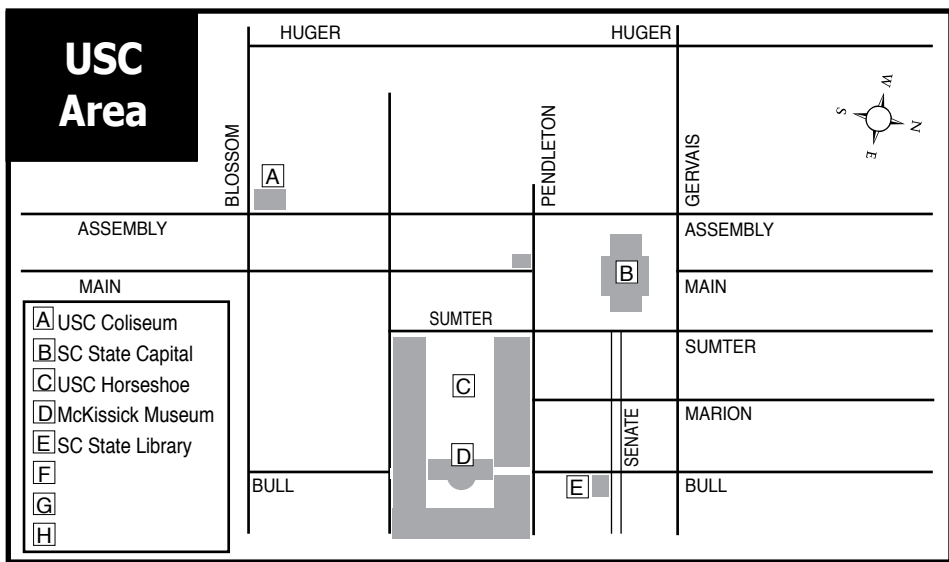 USC
Area
HUGER
HUGER
W
S
N
E
BLOSSOM
PENDLETON
GERVAIS
A
ASSEMBLY
ASSEMBLY
B
MAIN
MAIN
A USC Coliseum
B SC State Capital
C USC Horseshoe
D McKissick Museum
E SC State Library
F
G
H
SUMTER
SUMTER
C
MARION
SENATE
D
BULL
E
BULL